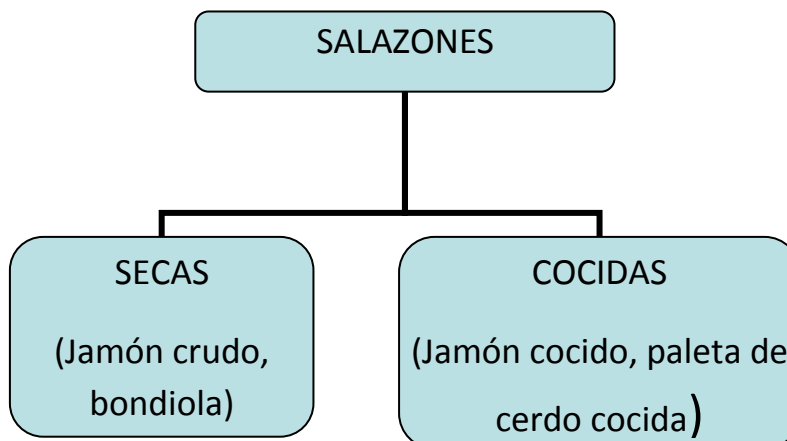 SALAZONES
SECAS
(Jamón crudo,
bondiola)
COCIDAS
(Jamón cocido, paleta de
cerdo cocida)